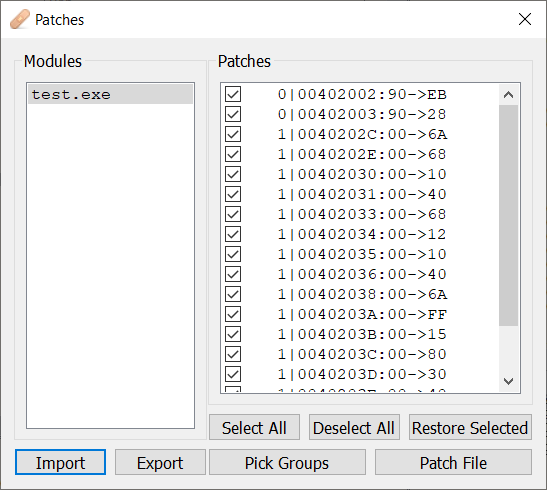 Patches
Modules
Patches
test.exe
0|00402002:90->EB
0|00402003:90->28
1|0040202C:00->6A
1|0040202E:00->68
1|00402030:00->10
1|00402031:00->40
1|00402033:00->68
1|00402034:00->12
1|00402035:00->10
1|00402036:00->40
1|00402038:00->6A
1|0040203A:00->FF
1|0040203B:00->15
1|0040203C:00->80
1|0040203D:00->30
Select All
Deselect All
Restore Selected
Import
Export
Pick Groups
Patch File